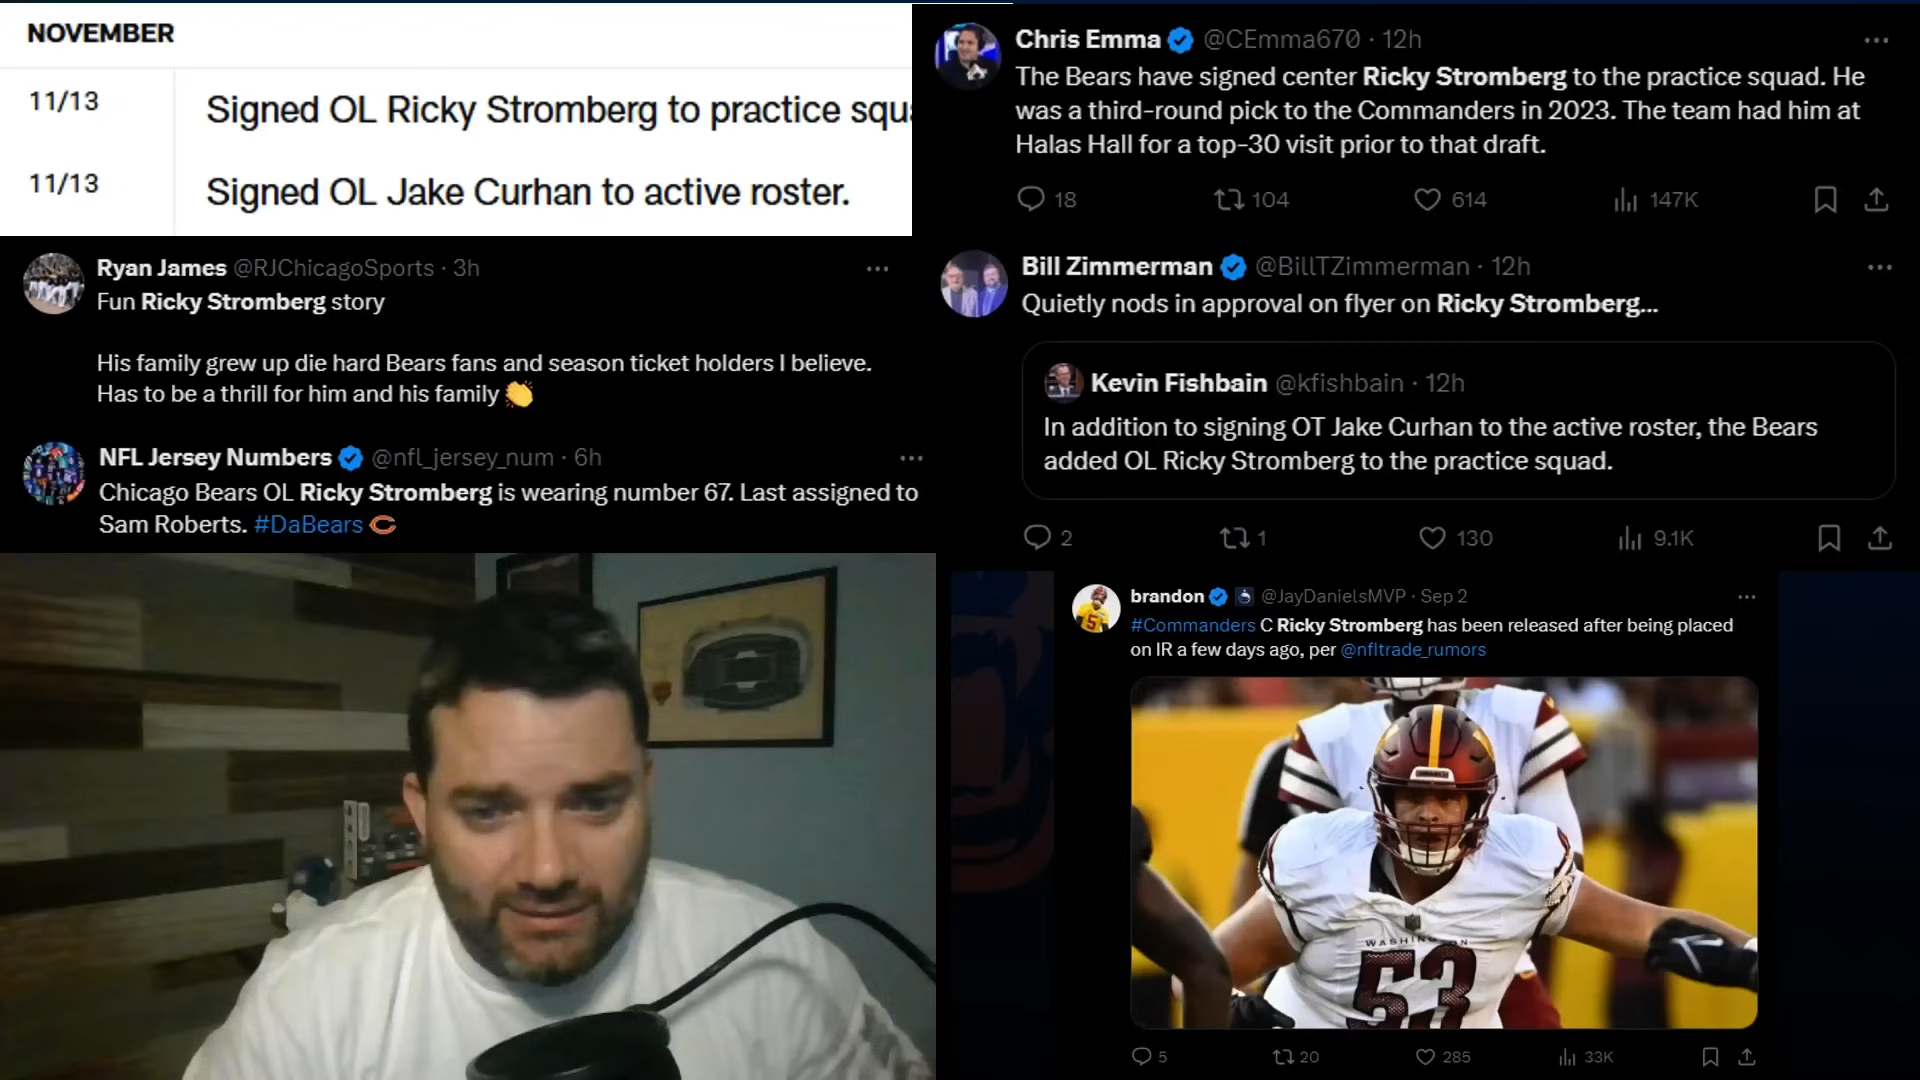 NOVEMBER
11/13
Signed OL Ricky Stromberg to practice squa
11/13
Signed OL Jake Curhan to active roster.
Chris Emma @CEmma670 · 12h
The Bears have signed center Ricky Stromberg to the practice squad. He
was a third-round pick to the Commanders in 2023. The team had him at
Halas Hall for a top-30 visit prior to that draft.
18 104 614 147K
Ryan James @RJChicagoSports · 3h
Fun Ricky Stromberg story
His family grew up die hard Bears fans and season ticket holders I believe.
Has to be a thrill for him and his family 👏
NFL Jersey Numbers @nfl_jersey_num · 6h
Chicago Bears OL Ricky Stromberg is wearing number 67. Last assigned to
Sam Roberts. #DaBears
Bill Zimmerman @BillTZimmerman · 12h
Quietly nods in approval on flyer on Ricky Stromberg...
Kevin Fishbain @kfishbain · 12h
In addition to signing OT Jake Curhan to the active roster, the Bears
added OL Ricky Stromberg to the practice squad.
2 1 130 9.1K
brandon @JayDanielsMVP · Sep 2
#Commanders C Ricky Stromberg has been released after being placed
on IR a few days ago, per @nfltrade_rumors
WASHINGTON
53
5 20 285 33K